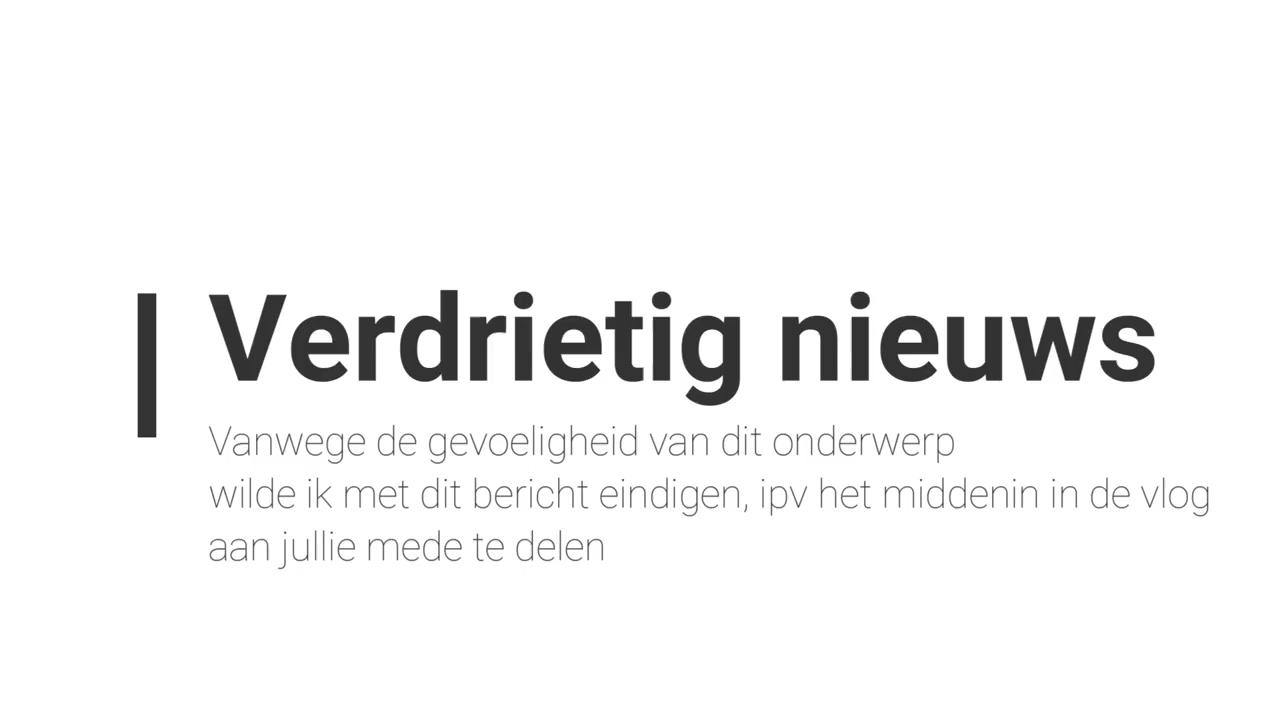 Verdrietig nieuws
Vanwege de gevoeligheid van dit onderwerp
wilde ik met dit bericht eindigen, ipv het middenin in de vlog
aan jullie mede te delen